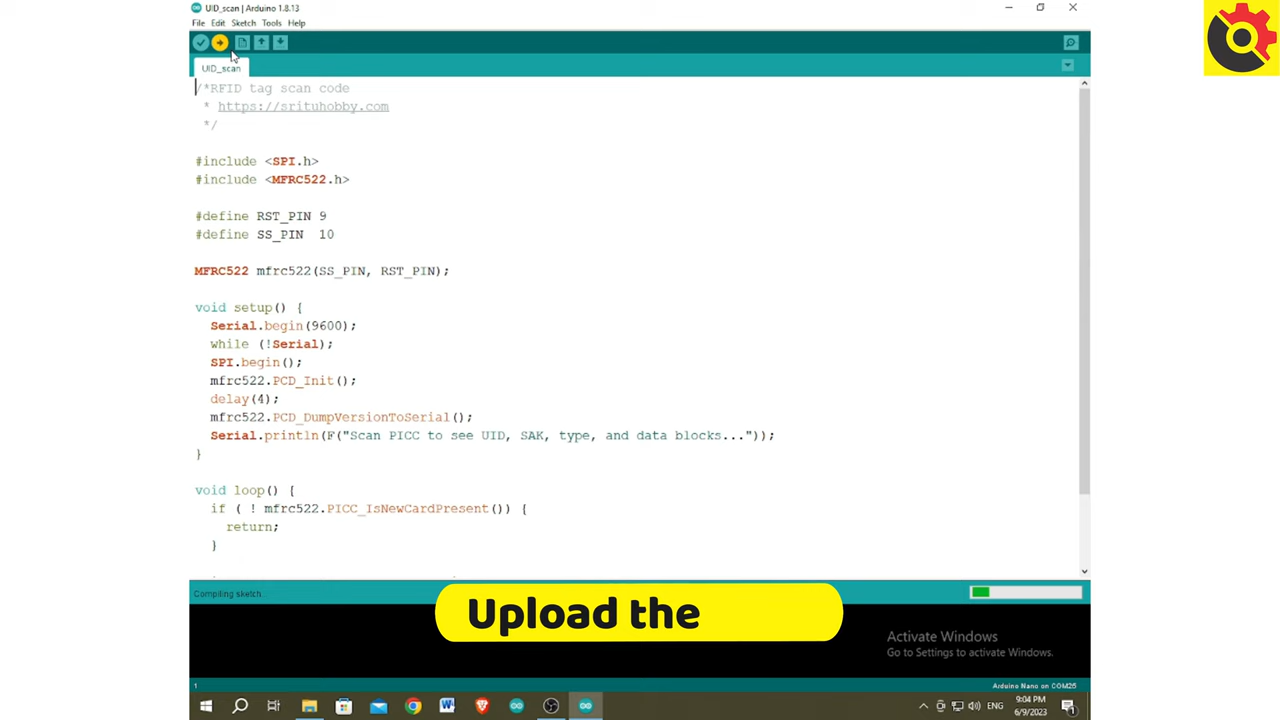 UID_scan | Arduino 1.8.13
File Edit Sketch Tools Help
UID_scan
/*RFID tag scan code
* https://srituhobby.com
*/
#include <SPI.h>
#include <MFRC522.h>
#define RST_PIN 9
#define SS_PIN 10
MFRC522 mfrc522(SS_PIN, RST_PIN);
void setup() {
Serial.begin(9600);
while (!Serial);
SPI.begin();
mfrc522.PCD_Init();
delay(4);
mfrc522.PCD_DumpVersionToSerial();
Serial.println(F("Scan PICC to see UID, SAK, type, and data blocks..."));
}
void loop() {
if ( ! mfrc522.PICC_IsNewCardPresent()) {
return;
}
Compiling sketch...
Upload the
Activate Windows
Go to Settings to activate Windows.
1
Arduino Nano on COM25
ENG
9:04 PM
6/9/2023